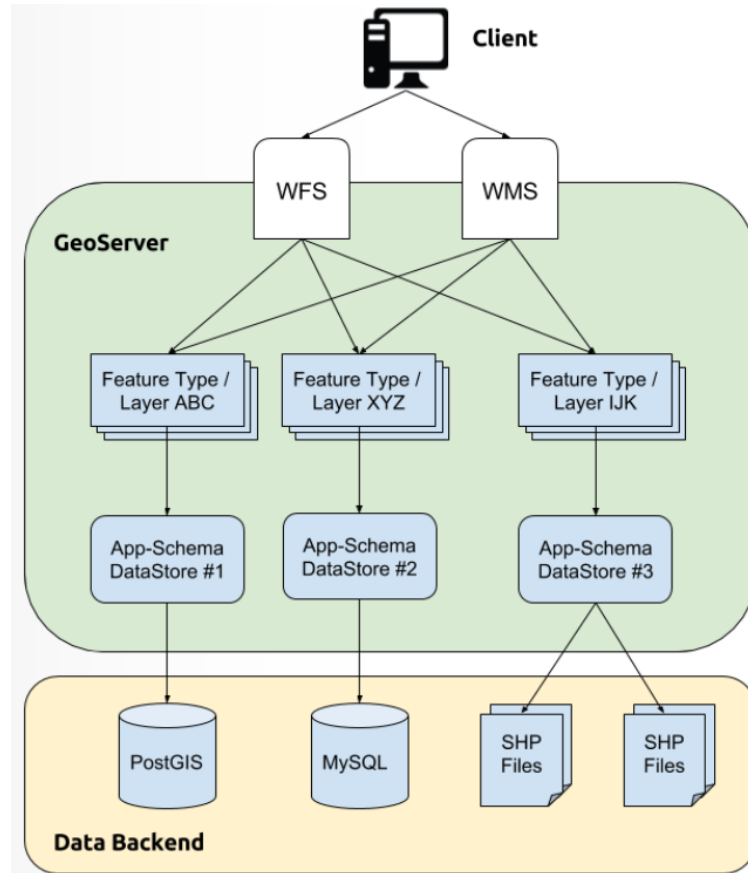 Client
WFS
WMS
GeoServer
Feature Type /
Layer ABC
Feature Type /
Layer XYZ
Feature Type /
Layer IJK
App-Schema
DataStore #1
App-Schema
DataStore #2
App-Schema
DataStore #3
PostGIS
MySQL
SHP
Files
SHP
Files
Data Backend